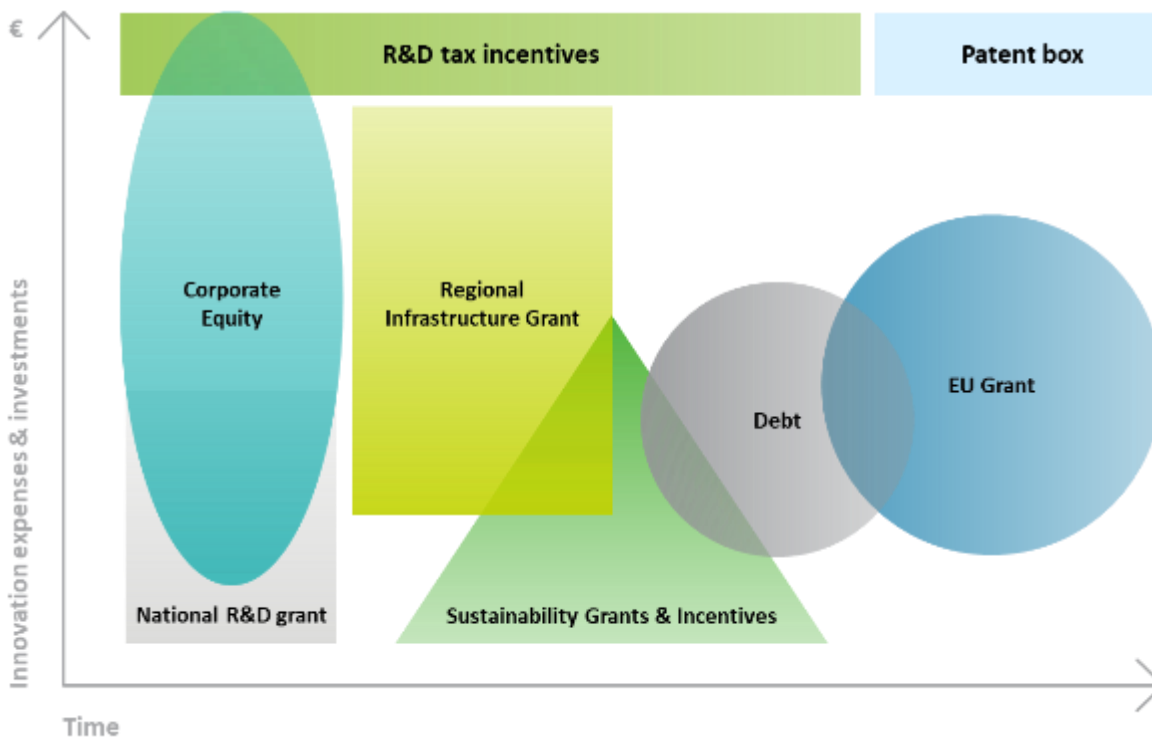 €
R&D tax incentives
Patent box
Corporate
Equity
Regional
Infrastructure Grant
Debt
EU Grant
National R&D grant
Sustainability Grants & Incentives
Innovation expenses & investments
Time